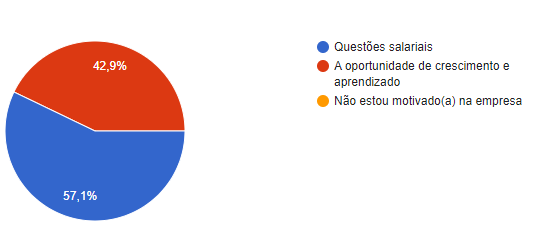 42,9%
57,1%
Questões salariais
A oportunidade de crescimento e
aprendizado
Não estou motivado(a) na empresa